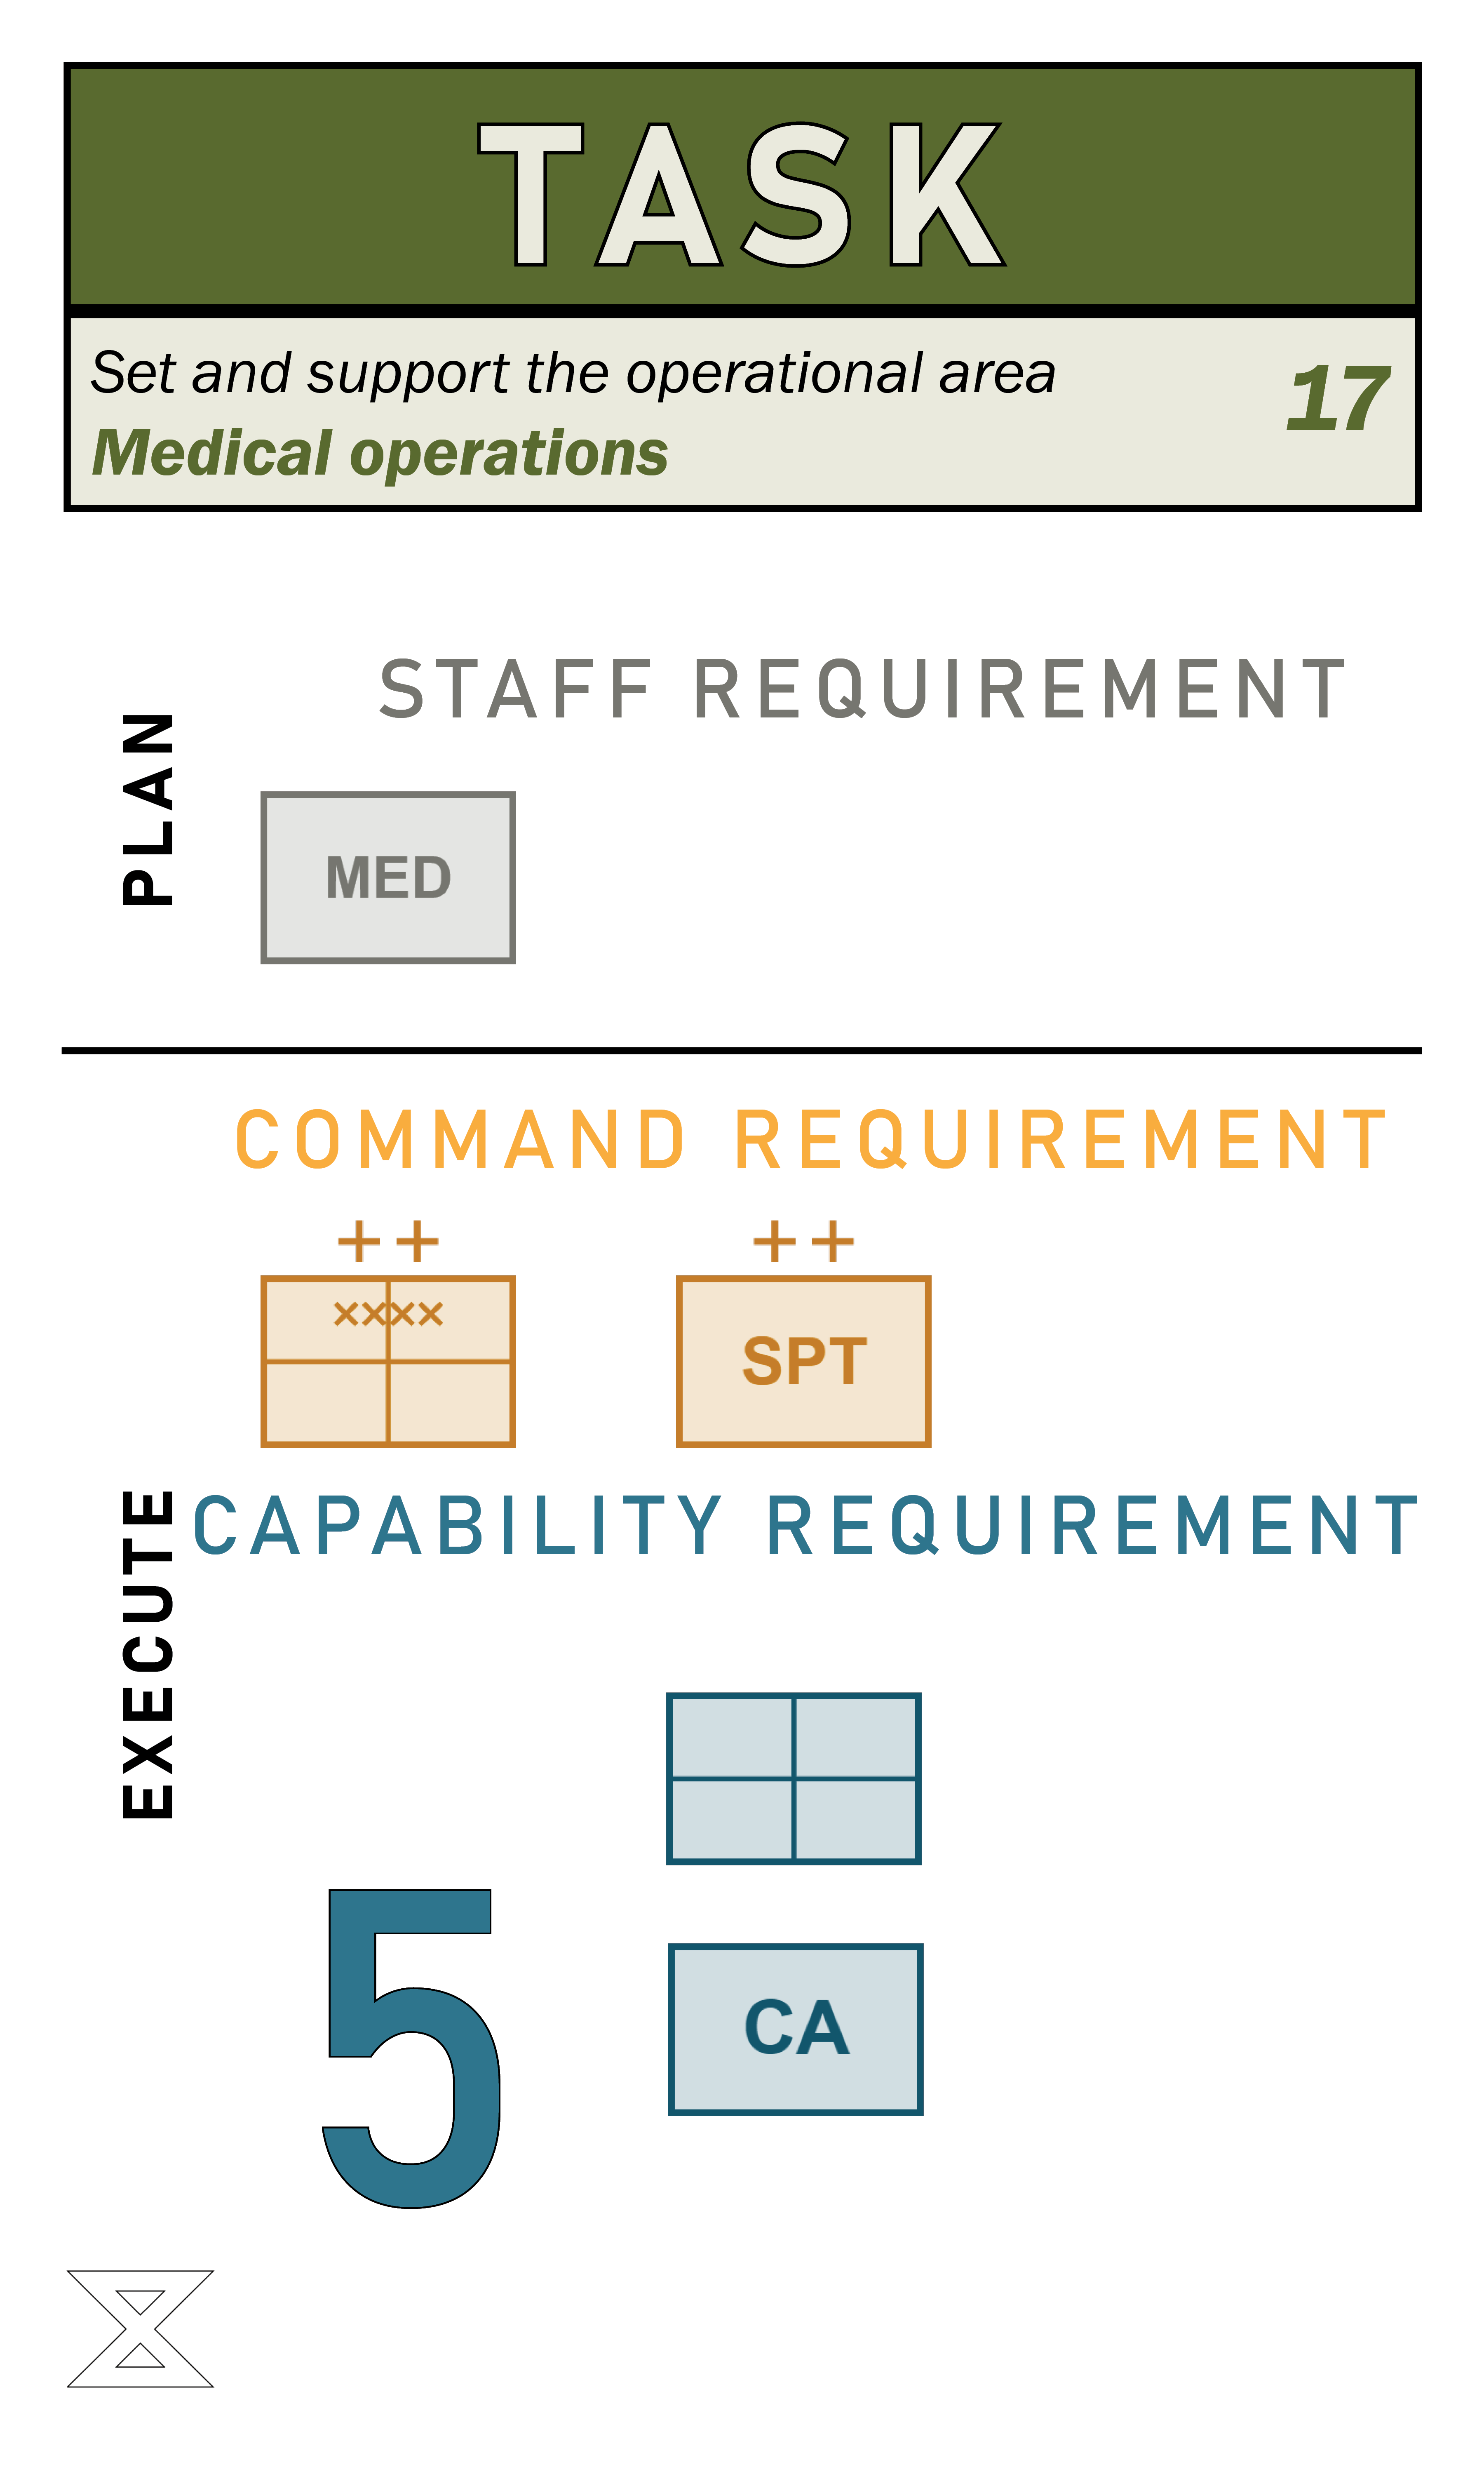 TASK
Set and support the operational area
Medical operations
17
PLAN
STAFF REQUIREMENT
MED
EXECUTE
COMMAND REQUIREMENT
++
××××
++
SPT
CAPABILITY REQUIREMENT
5
CA